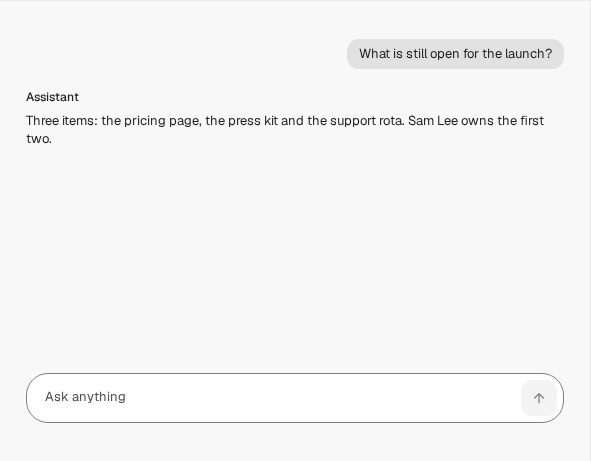 What is still open for the launch?
Assistant
Three items: the pricing page, the press kit and the support rota. Sam Lee owns the first
two.
Ask anything